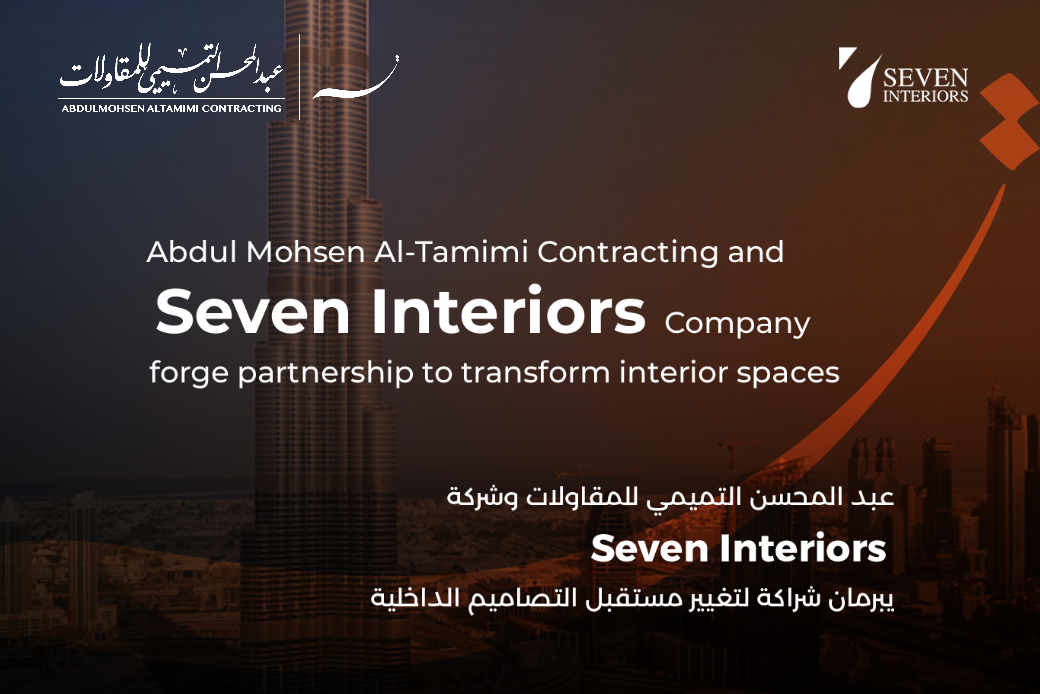 عبدالمحسن التميمي للمقاولات
ABDULMOHSEN ALTAMIMI CONTRACTING
SEVEN
INTERIORS
Abdul Mohsen Al-Tamimi Contracting and
Seven Interiors Company
forge partnership to transform interior spaces
عبد المحسن التميمي للمقاولات وشركة
Seven Interiors
يبرمان شراكة لتغيير مستقبل التصاميم الداخلية